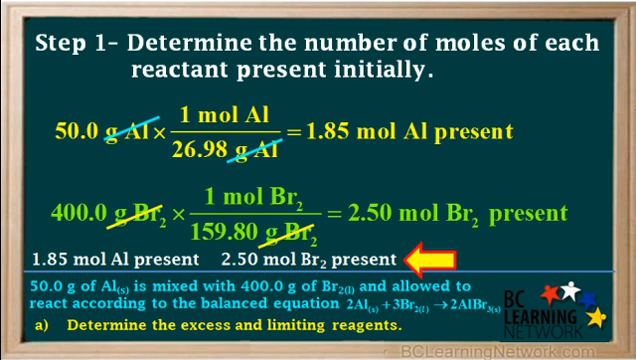 Step 1– Determine the number of moles of each
reactant present initially.
50.0 g Al × 1 mol Al / 26.98 g Al = 1.85 mol Al present
400.0 g Br₂ × 1 mol Br₂ / 159.80 g Br₂ = 2.50 mol Br₂ present
1.85 mol Al present 2.50 mol Br₂ present
50.0 g of Al₍s₎ is mixed with 400.0 g of Br₂₍l₎ and allowed to
react according to the balanced equation 2Al₍s₎ + 3Br₂₍l₎ → 2AlBr₃₍s₎
a) Determine the excess and limiting reagents.
BC
LEARNING
NETWORK
BCLearningNetwork.com